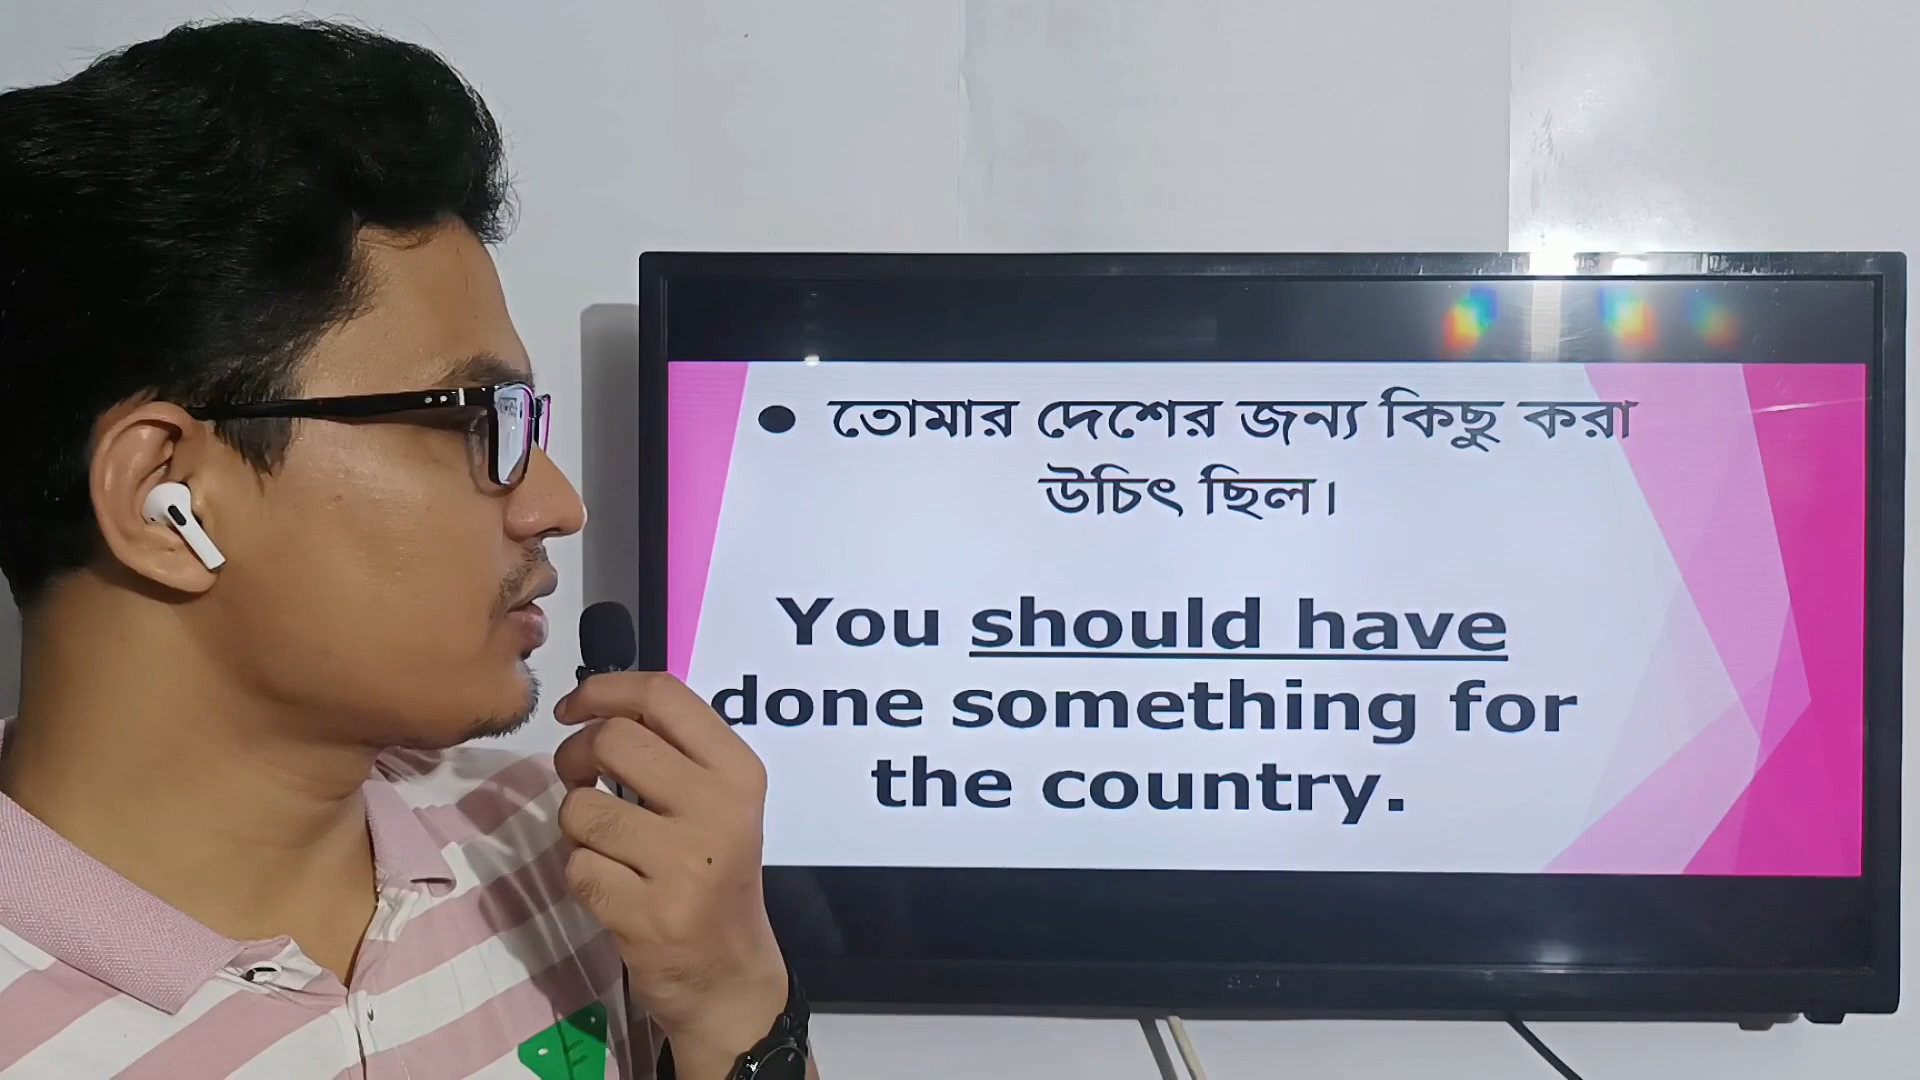 ● তোমার দেশের জন্য কিছু করা
উচিৎ ছিল।
You should have
done something for
the country.